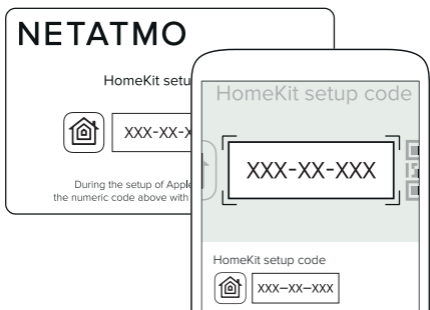 NETATMO
HomeKit setu
XXX-XX-X
During the setup of Apple
the numeric code above with
HomeKit setup code
XXX-XX-XXX
HomeKit setup code
XXX–XX–XXX